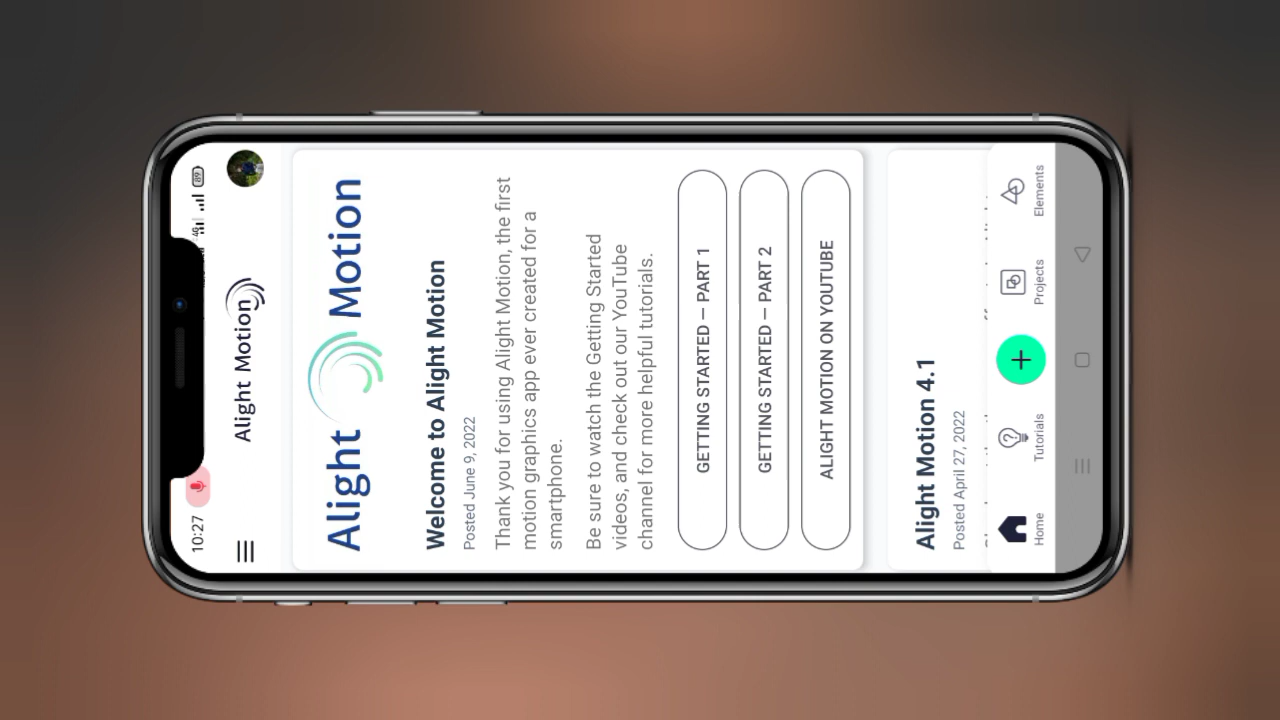 10:27
4G
89
Alight Motion
Alight Motion
Welcome to Alight Motion
Posted June 9, 2022
Thank you for using Alight Motion, the first
motion graphics app ever created for a
smartphone.
Be sure to watch the Getting Started
videos, and check out our YouTube
channel for more helpful tutorials.
GETTING STARTED – PART 1
GETTING STARTED – PART 2
ALIGHT MOTION ON YOUTUBE
Alight Motion 4.1
Posted April 27, 2022
Home
Tutorials
Projects
Elements